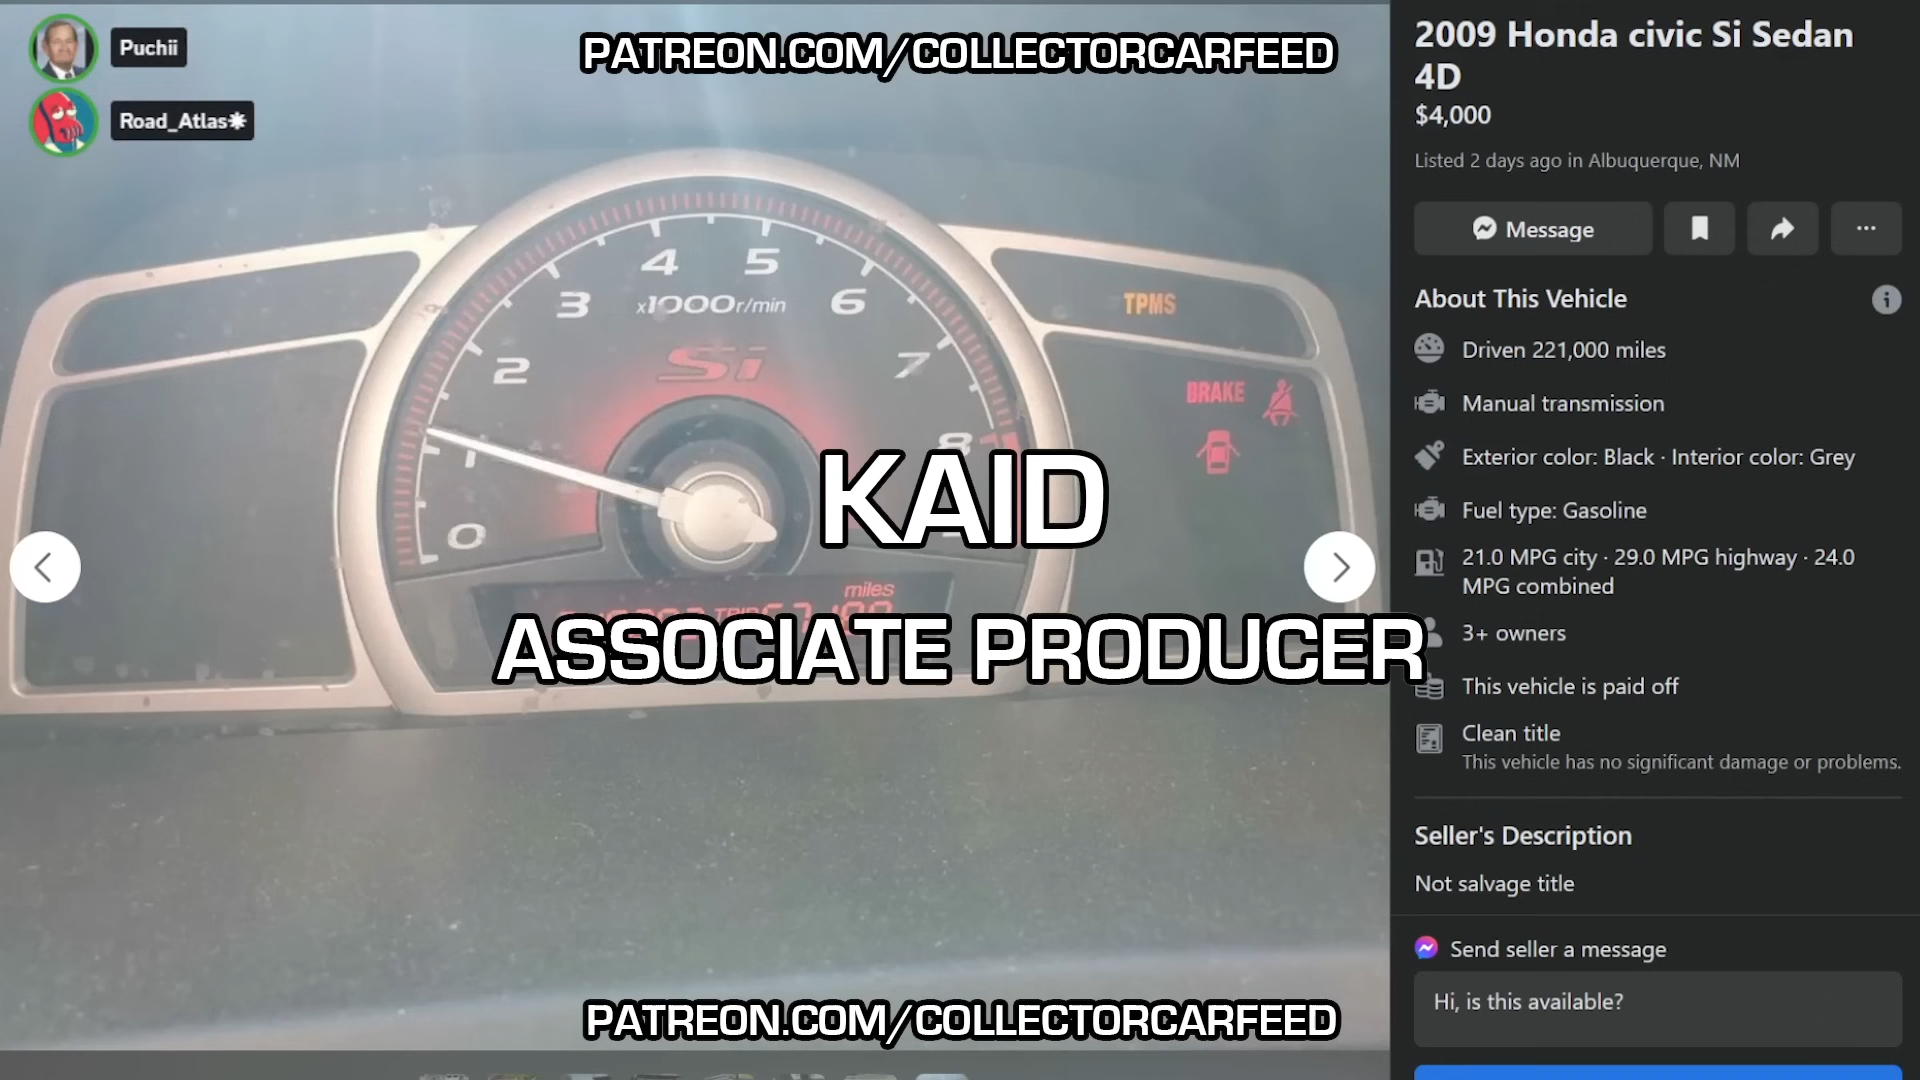 Puchii
Road_Atlas✷
PATREON.COM/COLLECTORCARFEED
4 5
3 6
x1000r/min
2 7
Si
1 8
0
TPMS
BRAKE
miles
TRIP
KAID
ASSOCIATE PRODUCER
PATREON.COM/COLLECTORCARFEED
2009 Honda civic Si Sedan
4D
$4,000
Listed 2 days ago in Albuquerque, NM
Message
About This Vehicle
Driven 221,000 miles
Manual transmission
Exterior color: Black · Interior color: Grey
Fuel type: Gasoline
21.0 MPG city · 29.0 MPG highway · 24.0
MPG combined
3+ owners
This vehicle is paid off
Clean title
This vehicle has no significant damage or problems.
Seller's Description
Not salvage title
Send seller a message
Hi, is this available?